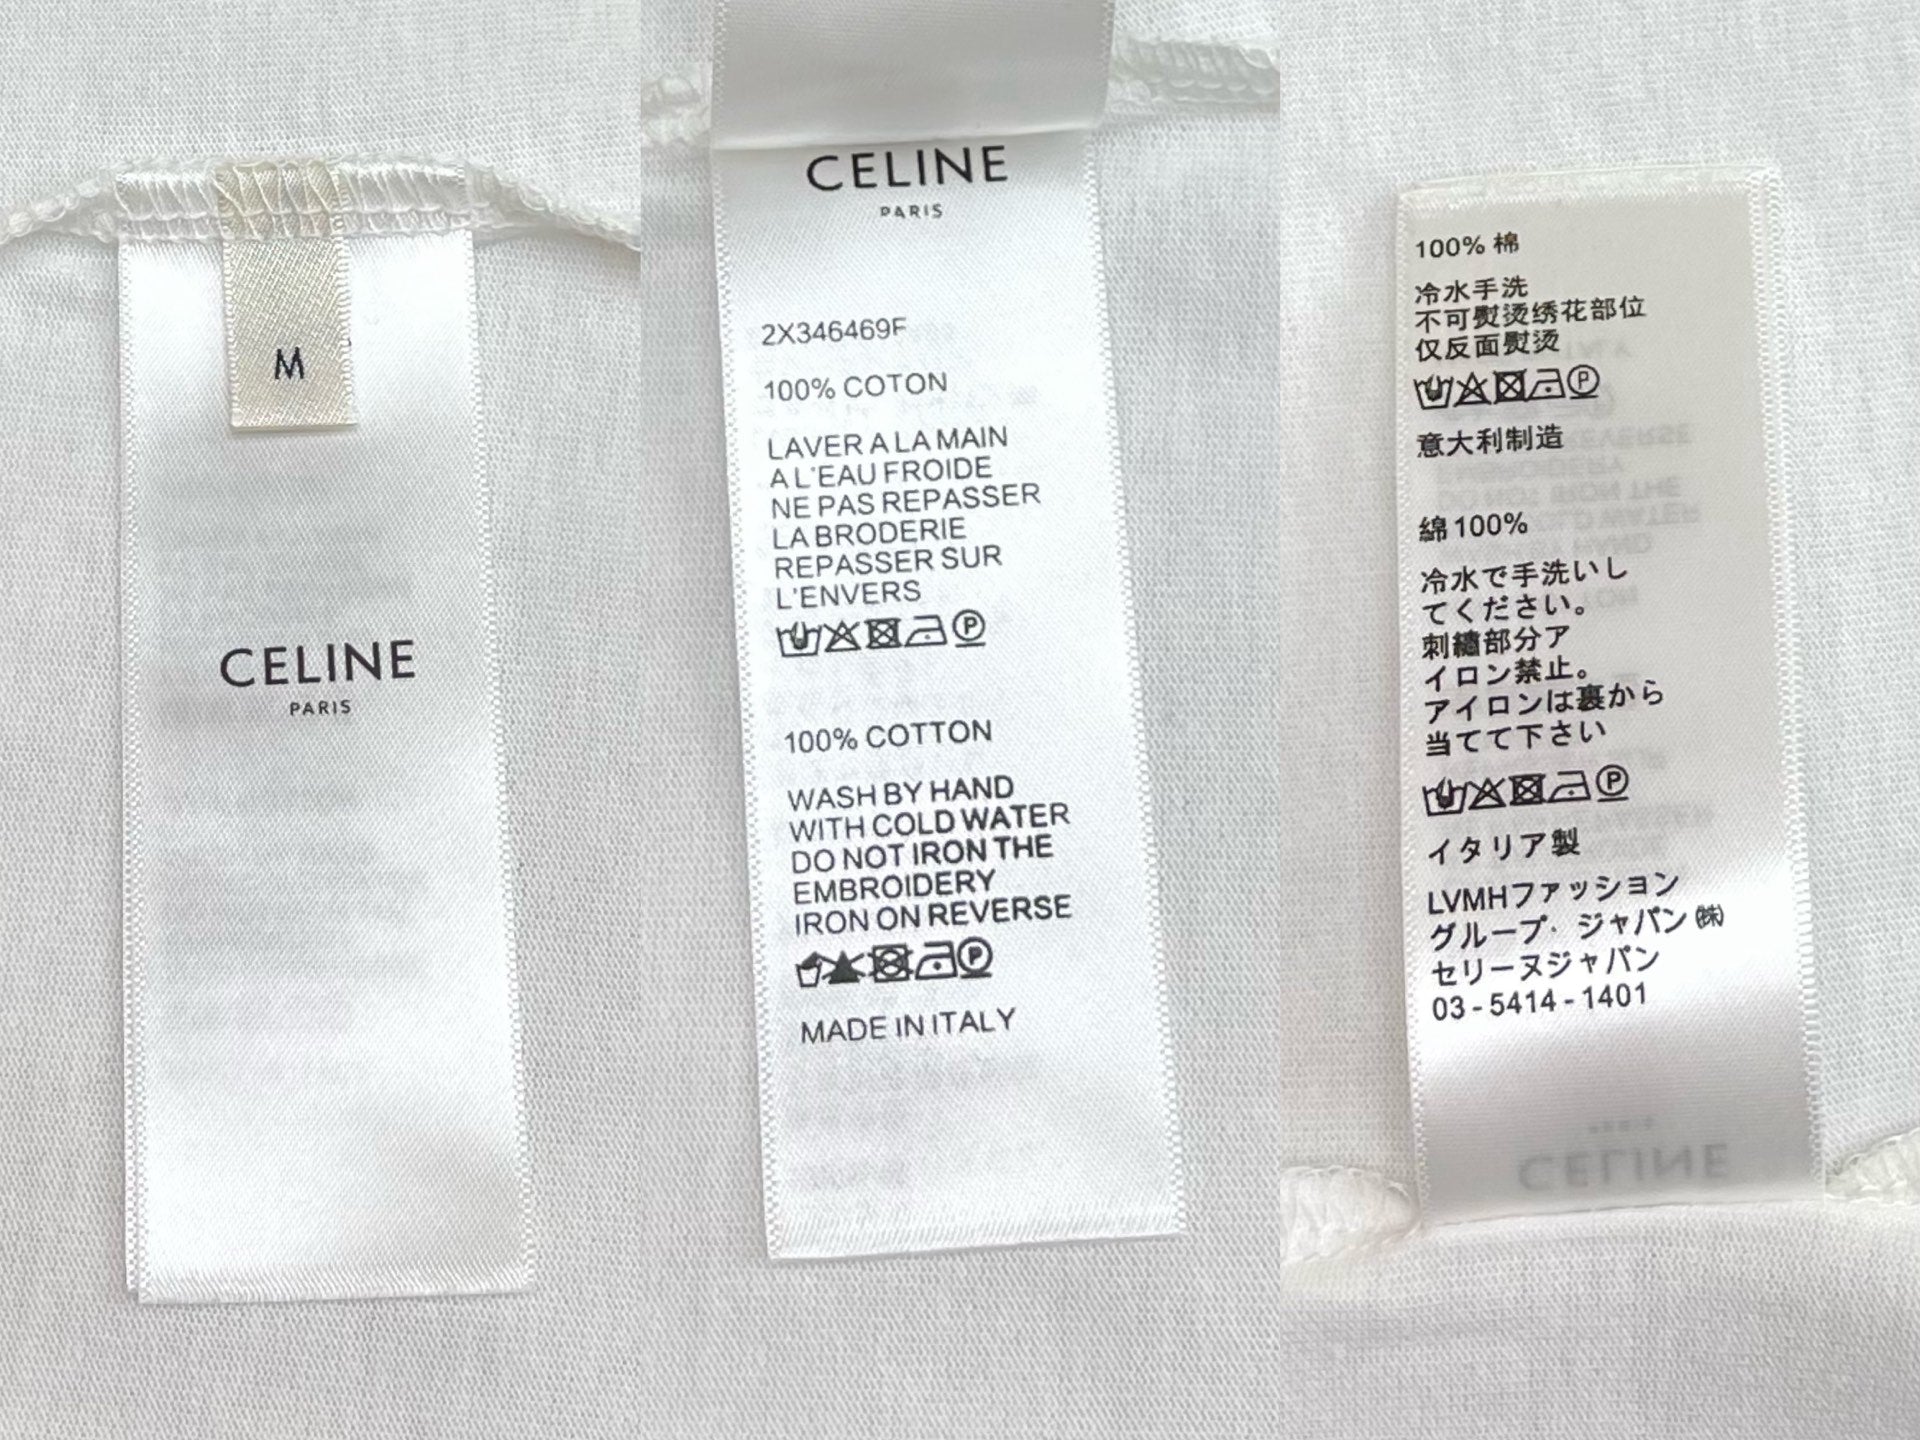 M
CELINE
PARIS
CELINE
PARIS
2X346469F
100% COTON
LAVER A LA MAIN
A L'EAU FROIDE
NE PAS REPASSER
LA BRODERIE
REPASSER SUR
L'ENVERS
P
100% COTTON
WASH BY HAND
WITH COLD WATER
DO NOT IRON THE
EMBROIDERY
IRON ON REVERSE
P
MADE IN ITALY
100% 棉
冷水手洗
不可熨烫绣花部位
仅反面熨烫
P
意大利制造
綿100%
冷水で手洗いし
てください。
刺繡部分ア
イロン禁止。
アイロンは裏から
当てて下さい
P
イタリア製
LVMHファッション
グループ・ジャパン㈱
セリーヌジャパン
03-5414-1401